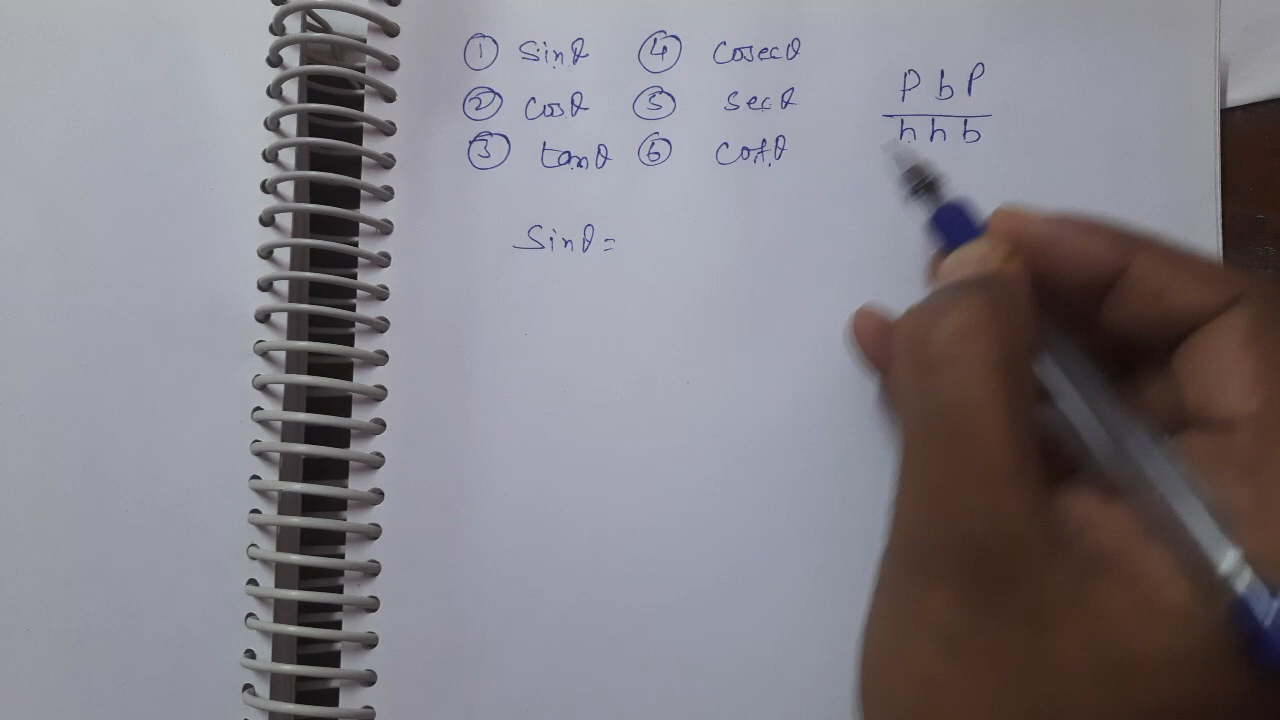 ① sinθ ④ cosecθ
② cosθ ⑤ secθ
③ tanθ ⑥ cotθ
P b P
h h b
Sinθ =